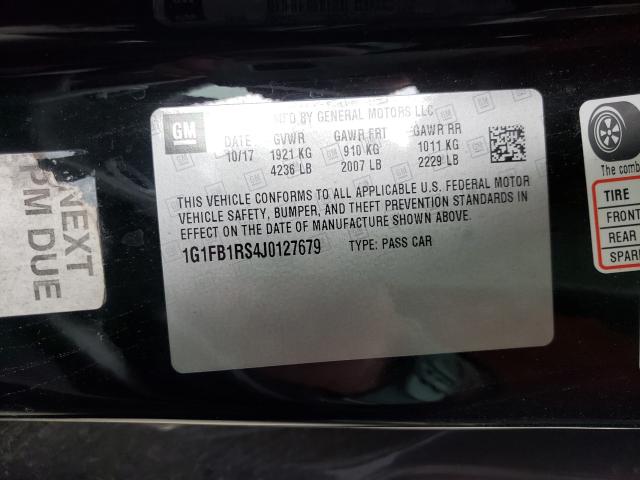 MFD BY GENERAL MOTORS LLC
GM
DATE GVWR GAWR FRT GAWR RR
10/17 1921 KG 910 KG 1011 KG
4236 LB 2007 LB 2229 LB
THIS VEHICLE CONFORMS TO ALL APPLICABLE U.S. FEDERAL MOTOR
VEHICLE SAFETY, BUMPER, AND THEFT PREVENTION STANDARDS IN
EFFECT ON THE DATE OF MANUFACTURE SHOWN ABOVE.
1G1FB1RS4J0127679 TYPE: PASS CAR
NEXT
PM DUE
The comb
TIRE
FRONT
REAR
SPAR